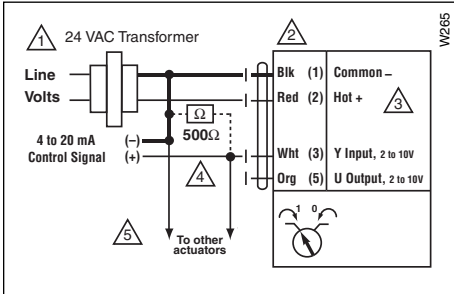 W265
1 24 VAC Transformer 2
Line
Volts
Blk (1) Common –
Red (2) Hot + 3
Ω
500Ω
4 to 20 mA (–)
Control Signal (+)
Wht (3) Y Input, 2 to 10V
4
Org (5) U Output, 2 to 10V
5
To other
actuators
1 0